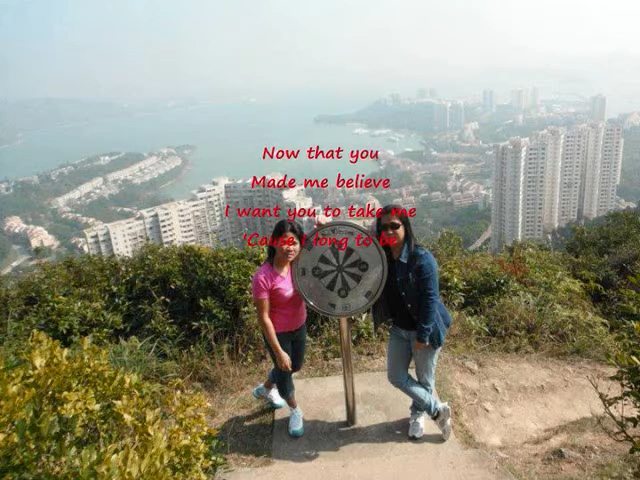 Now that you
Made me believe
I want you to take me
'Cause I long to be